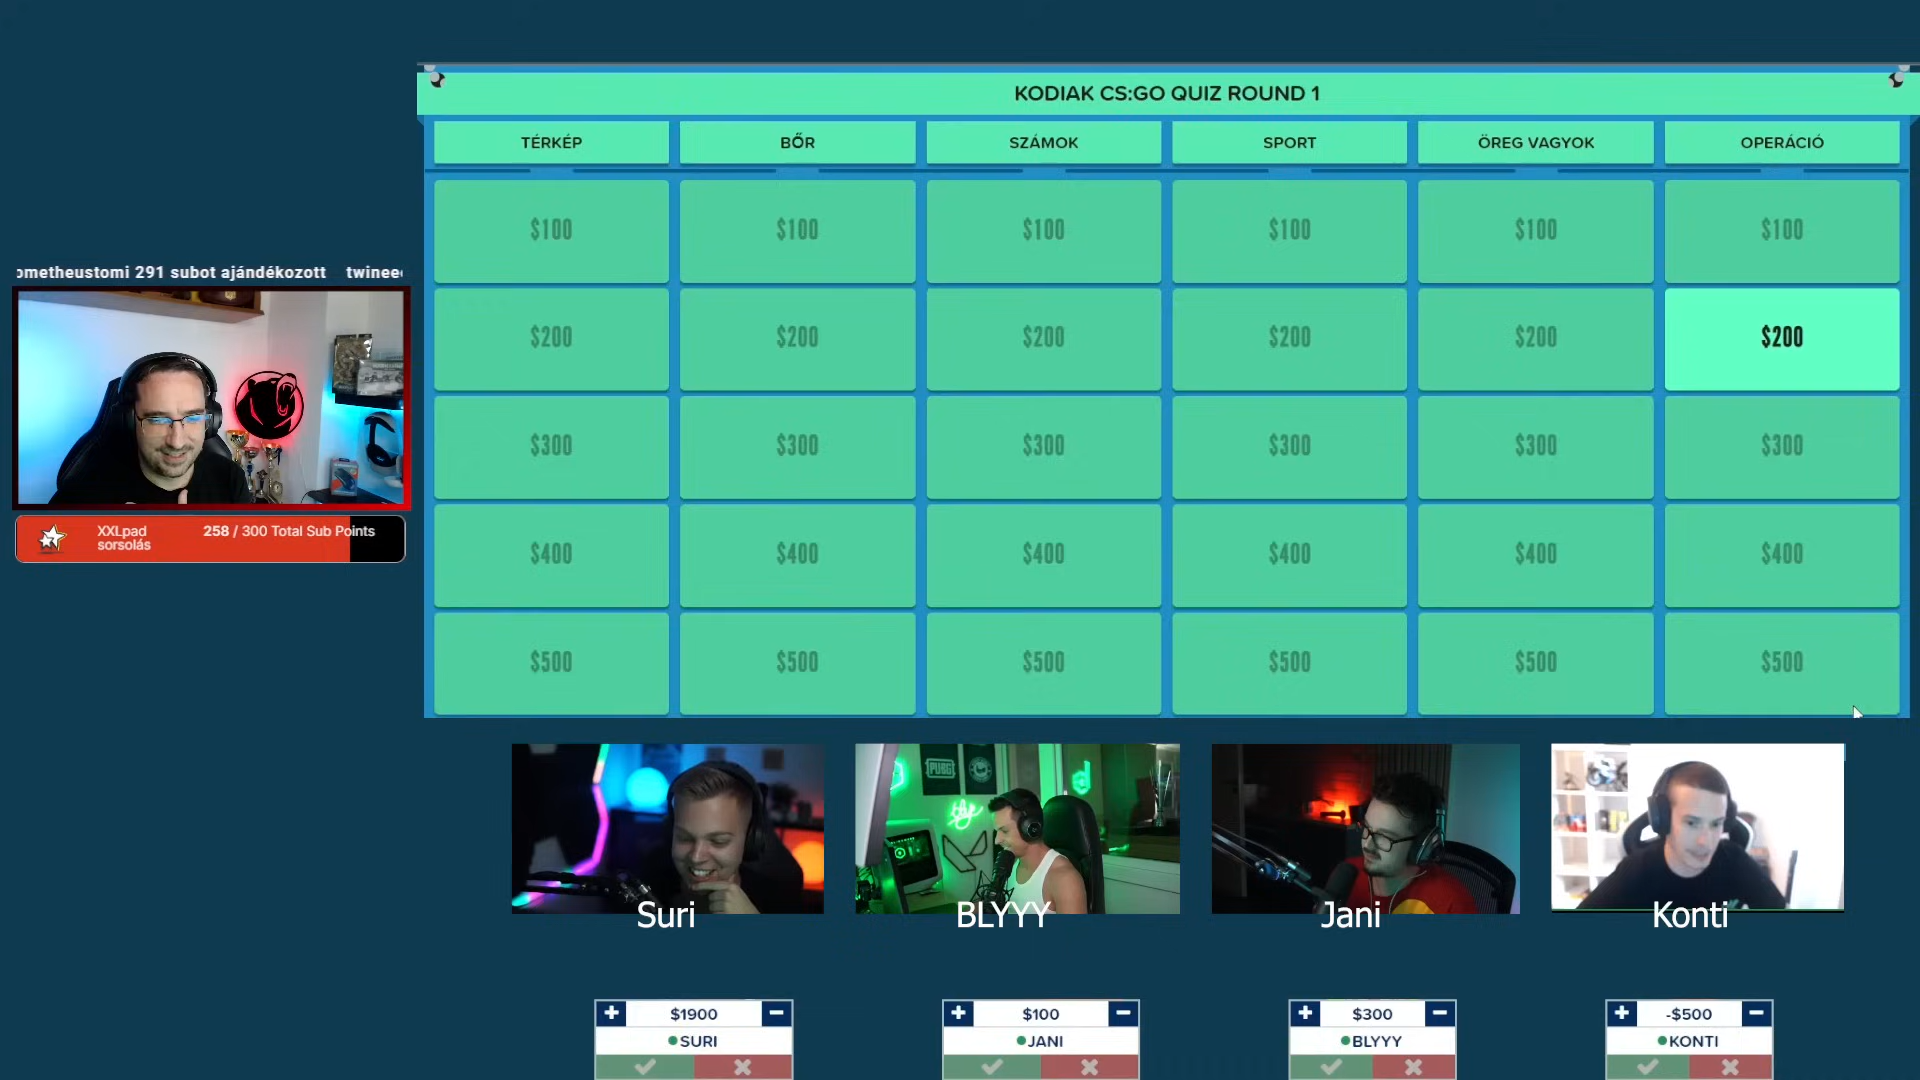 KODIAK CS:GO QUIZ ROUND 1
TÉRKÉP BŐR SZÁMOK SPORT ÖREG VAGYOK OPERÁCIÓ
$100 $100 $100 $100 $100 $100
$200 $200 $200 $200 $200 $200
$300 $300 $300 $300 $300 $300
$400 $400 $400 $400 $400 $400
$500 $500 $500 $500 $500 $500
ometheustomi 291 subot ajándékozott twinee
XXLpad sorsolás
258 / 300 Total Sub Points
PUBG
Suri BLYYY Jani Konti
+ $1900 − + $100 − + $300 − + -$500 −
SURI JANI BLYYY KONTI